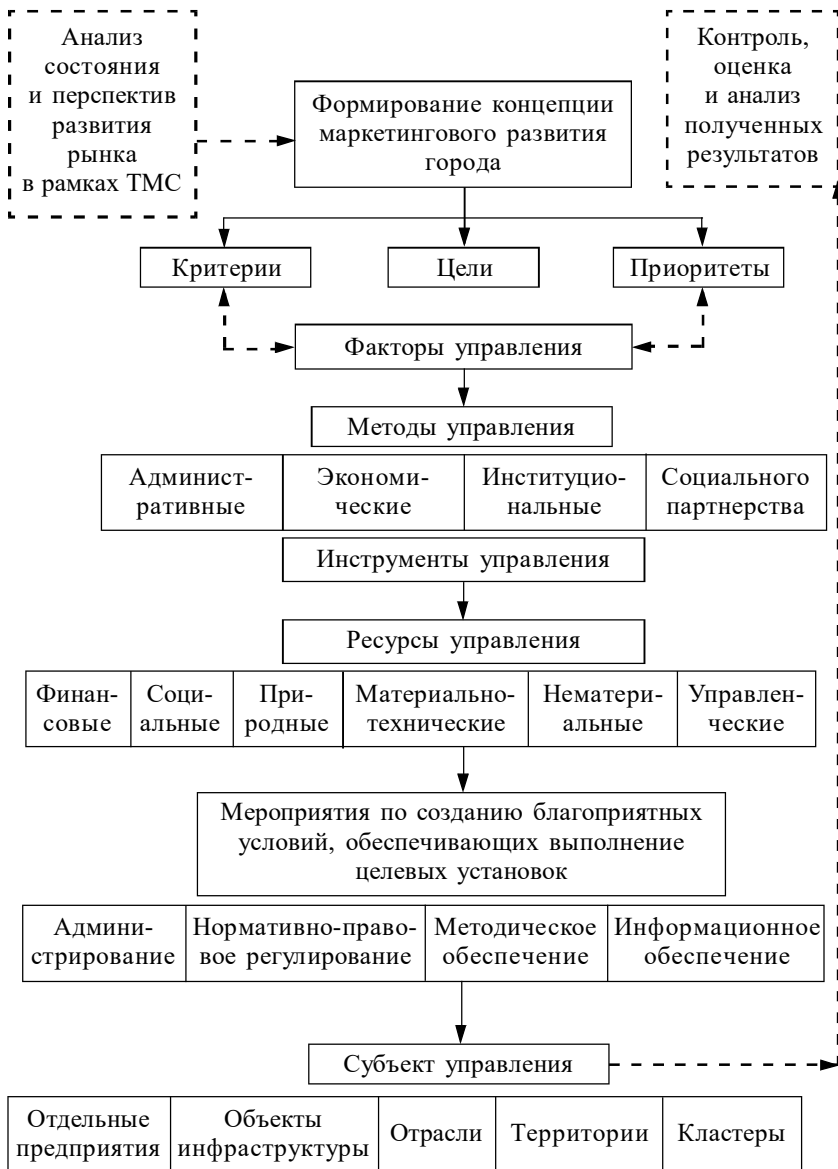 Анализ
состояния
и перспектив
развития
рынка
в рамках ТМС
Формирование концепции
маркетингового развития
города
Контроль,
оценка
и анализ
полученных
результатов
Критерии
Цели
Приоритеты
Факторы управления
Методы управления
Админист-
ративные
Экономи-
ческие
Институцио-
нальные
Социального
партнерства
Инструменты управления
Ресурсы управления
Финан-
совые
Соци-
альные
При-
родные
Материально-
технические
Нематери-
альные
Управлен-
ческие
Мероприятия по созданию благоприятных
условий, обеспечивающих выполнение
целевых установок
Админи-
стрирование
Нормативно-право-
вое регулирование
Методическое
обеспечение
Информационное
обеспечение
Субъект управления
Отдельные
предприятия
Объекты
инфраструктуры
Отрасли
Территории
Кластеры